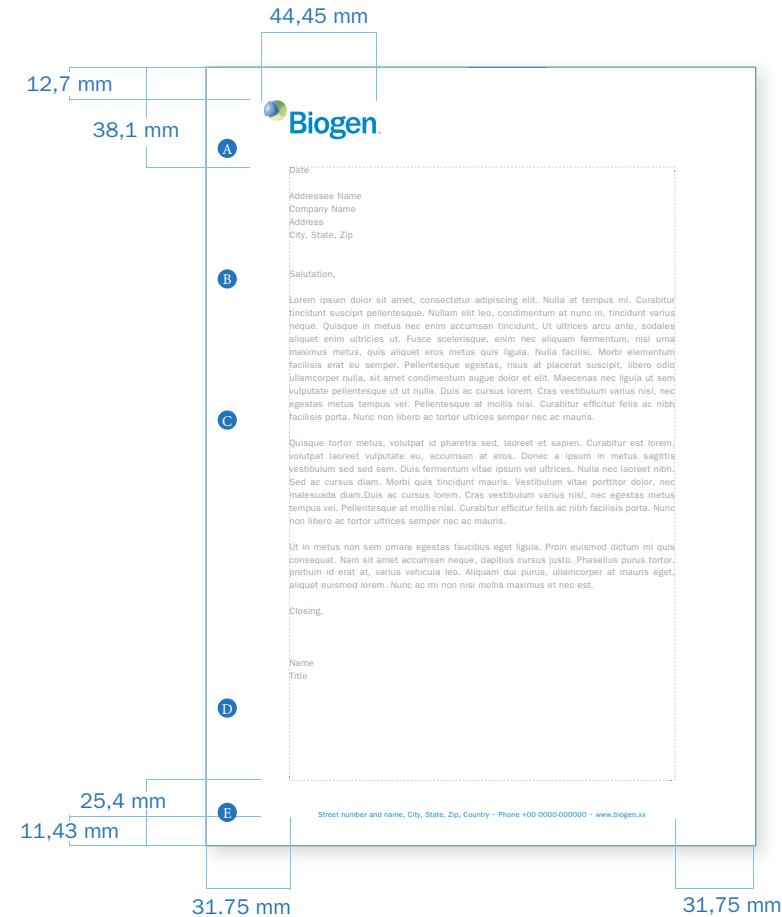 44,45 mm
12,7 mm
38,1 mm
Biogen
A
Date
Addressee Name
Company Name
Address
City, State, Zip
B
Salutation,
Lorem ipsum dolor sit amet, consectetur adipiscing elit. Nulla at tempus mi. Curabitur
tincidunt suscipit pellentesque. Nullam elit leo, condimentum at nunc in, tincidunt varius
neque. Quisque in metus nec enim accumsan tincidunt. Ut ultrices arcu ante, sodales
aliquet enim ultricies ut. Fusce scelerisque, enim nec aliquam fermentum, nisl urna
maximus metus, quis aliquet eros metus quis ligula. Nulla facilisi. Morbi elementum
facilisis erat eu semper. Pellentesque egestas, risus at placerat suscipit, libero odio
ullamcorper nulla, sit amet condimentum augue dolor et elit. Maecenas nec ligula ut sem
vulputate pellentesque ut ut nulla. Duis ac cursus lorem. Cras vestibulum varius nisl, nec
egestas metus tempus vel. Pellentesque at mollis nisi. Curabitur efficitur felis ac nibh
facilisis porta. Nunc non libero ac tortor ultrices semper nec ac mauris.
C
Quisque tortor metus, volutpat id pharetra sed, laoreet et sapien. Curabitur est lorem,
volutpat laoreet vulputate eu, accumsan at eros. Donec a ipsum in metus sagittis
vestibulum sed sed sem. Duis fermentum vitae ipsum vel ultrices. Nulla nec laoreet nibh.
Sed ac cursus diam. Morbi quis tincidunt mauris. Vestibulum vitae porttitor dolor, nec
malesuada diam.Duis ac cursus lorem. Cras vestibulum varius nisl, nec egestas metus
tempus vel. Pellentesque at mollis nisi. Curabitur efficitur felis ac nibh facilisis porta. Nunc
non libero ac tortor ultrices semper nec ac mauris.
Ut in metus non sem ornare egestas faucibus eget ligula. Proin euismod dictum mi quis
consequat. Nam sit amet accumsan neque, dapibus cursus justo. Phasellus purus tortor,
pretium id erat at, varius vehicula leo. Aliquam dui purus, ullamcorper at mauris eget,
aliquet euismod lorem. Nunc ac mi non nisi mollis maximus et nec est.
Closing,
Name
Title
D
25,4 mm
E
Street number and name, City, State, Zip, Country - Phone +00 0000-000000 - www.biogen.xx
11,43 mm
31.75 mm
31,75 mm